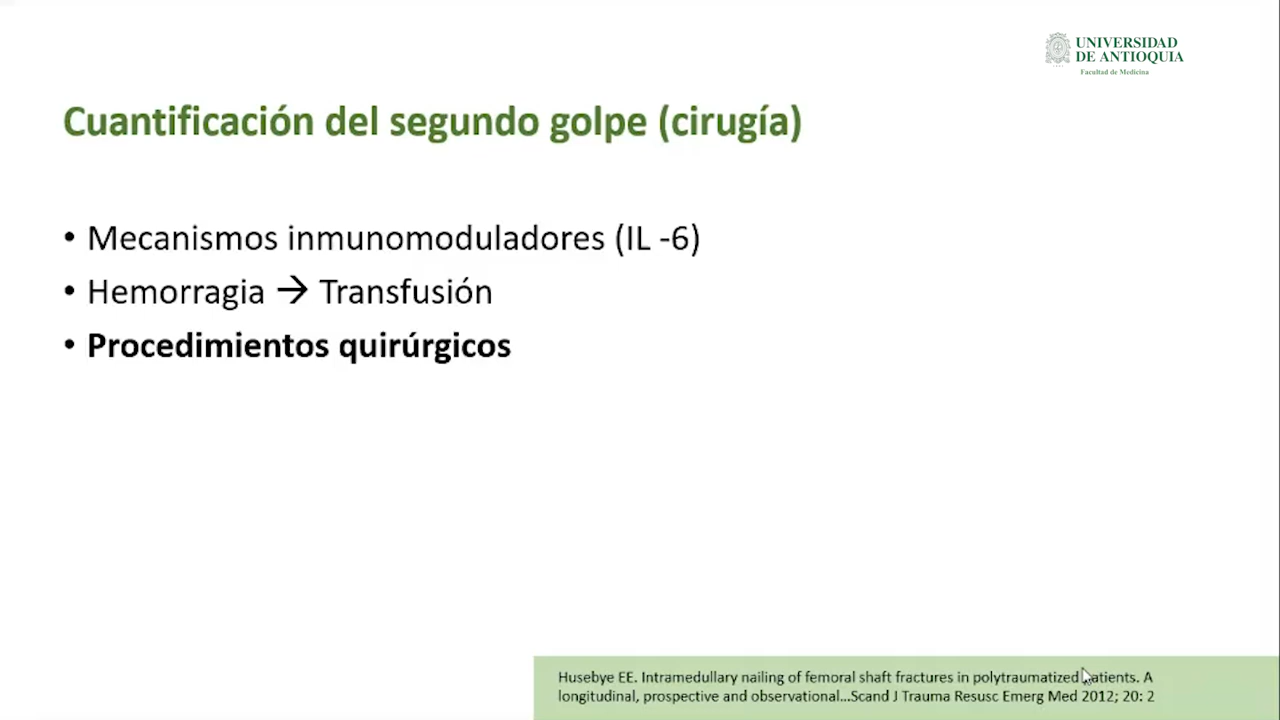 UNIVERSIDAD
DE ANTIOQUIA
Facultad de Medicina
Cuantificación del segundo golpe (cirugía)
• Mecanismos inmunomoduladores (IL -6)
• Hemorragia → Transfusión
• Procedimientos quirúrgicos
Husebye EE. Intramedullary nailing of femoral shaft fractures in polytraumatized patients. A
longitudinal, prospective and observational...Scand J Trauma Resusc Emerg Med 2012; 20: 2